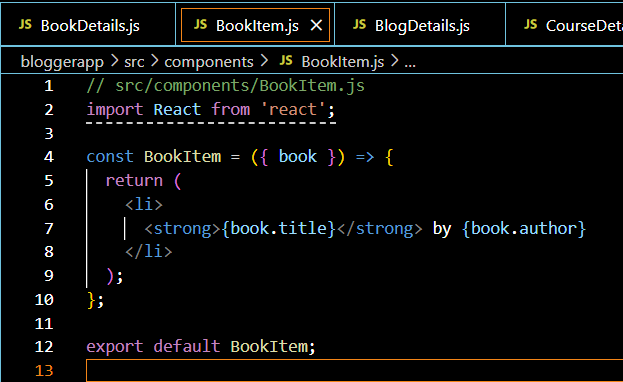 JS BookDetails.js JS BookItem.js × JS BlogDetails.js JS CourseDeta
bloggerapp > src > components > JS BookItem.js > ...
1 // src/components/BookItem.js
2 import React from 'react';
3
4 const BookItem = ({ book }) => {
5 return (
6 <li>
7 <strong>{book.title}</strong> by {book.author}
8 </li>
9 );
10 };
11
12 export default BookItem;
13